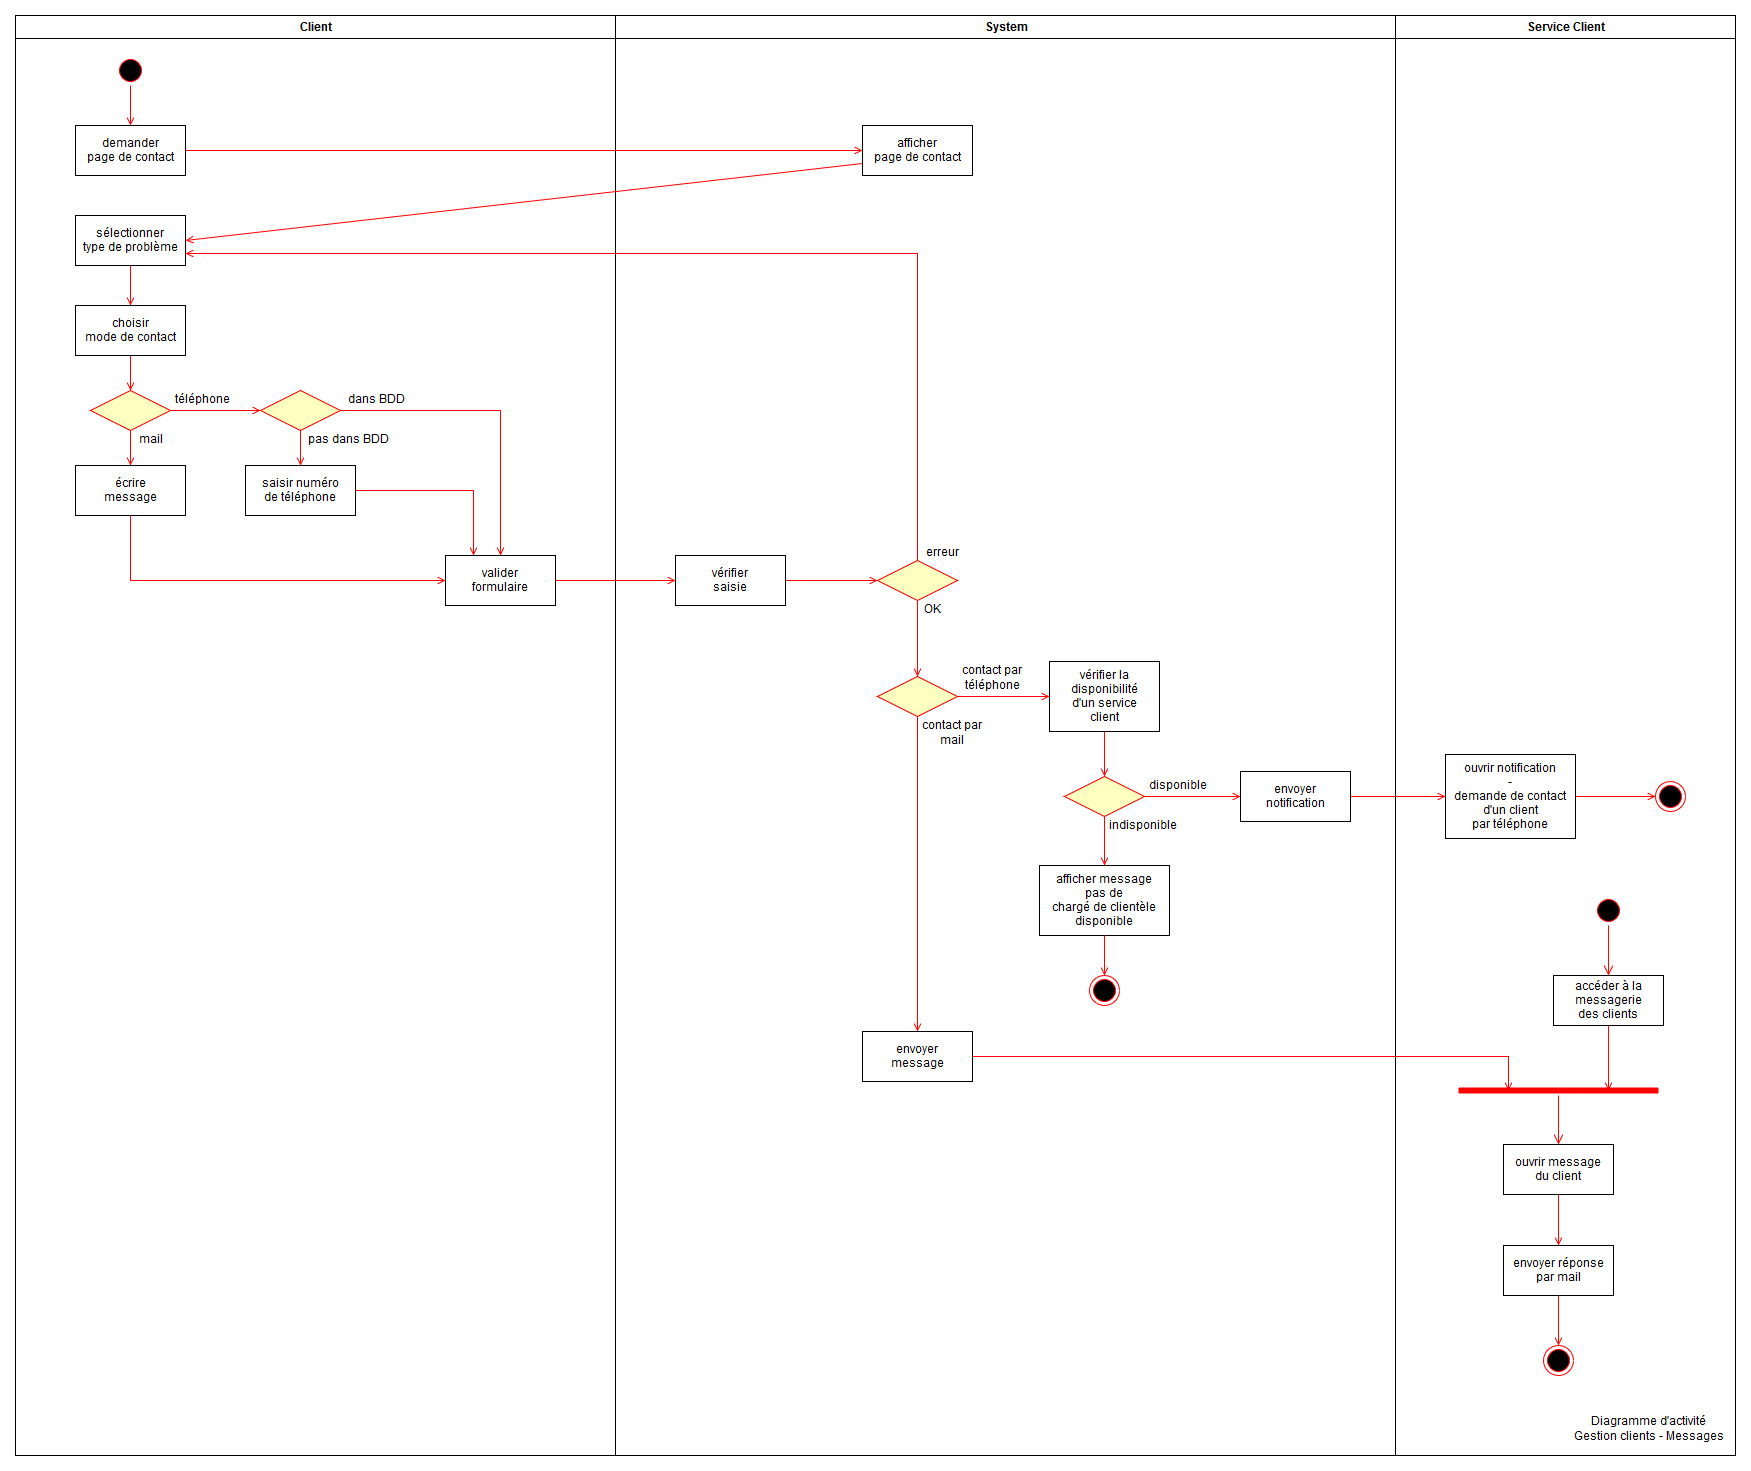 Client
System
Service Client
demander
page de contact
afficher
page de contact
sélectionner
type de problème
choisir
mode de contact
téléphone
dans BDD
mail
pas dans BDD
écrire
message
saisir numéro
de téléphone
valider
formulaire
vérifier
saisie
erreur
OK
contact par
téléphone
contact par
mail
vérifier la
disponibilité
d'un service
client
disponible
indisponible
envoyer
notification
ouvrir notification
-
demande de contact
d'un client
par téléphone
afficher message
pas de
chargé de clientèle
disponible
accéder à la
messagerie
des clients
envoyer
message
ouvrir message
du client
envoyer réponse
par mail
Diagramme d'activité
Gestion clients - Messages